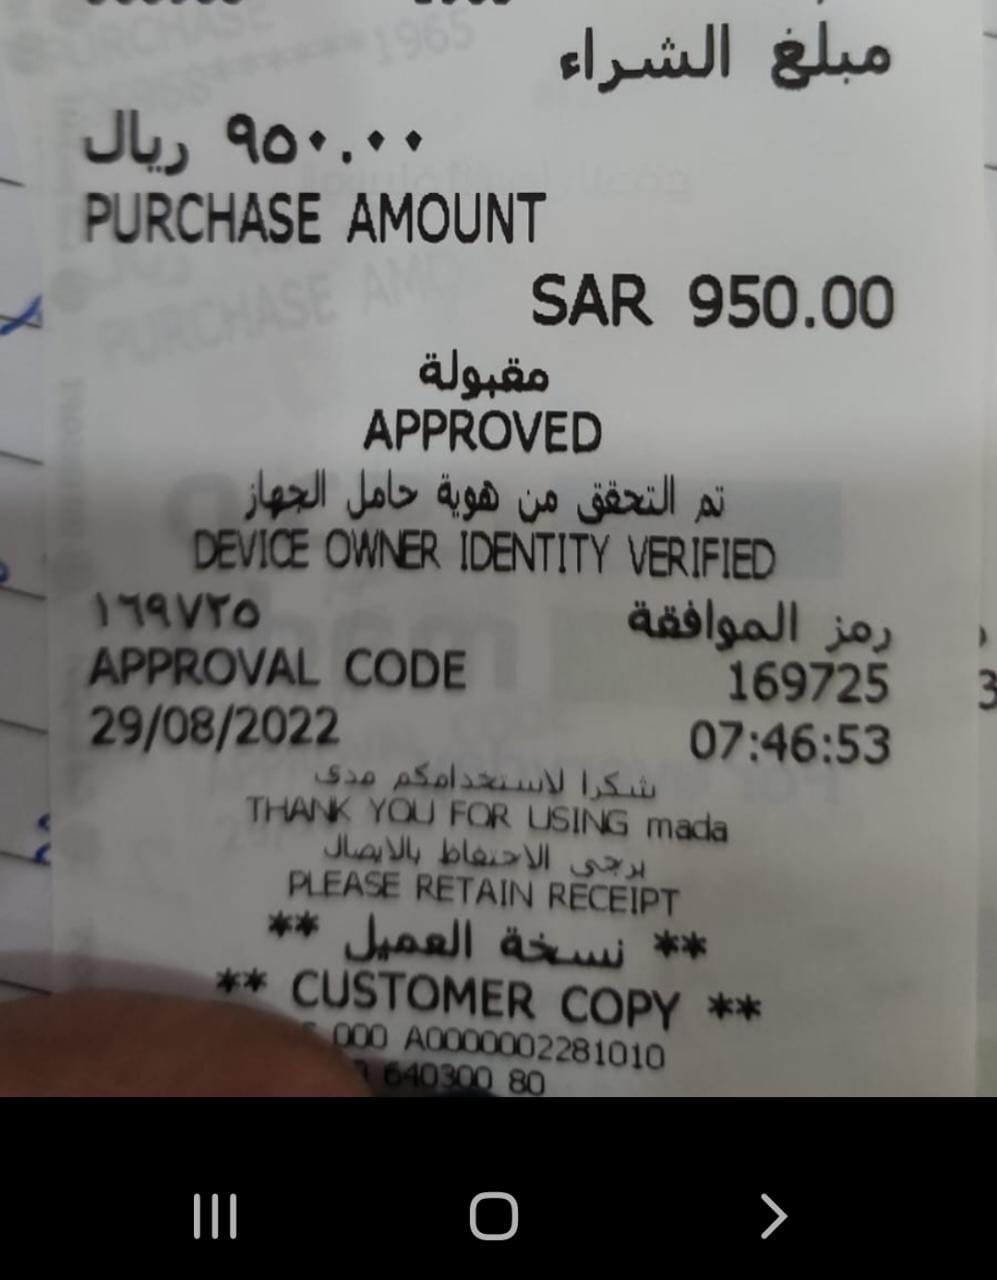 مبلغ الشراء
٩٥٠.٠٠ ريال
PURCHASE AMOUNT
SAR 950.00
مقبولة
APPROVED
تم التحقق من هوية حامل الجهاز
DEVICE OWNER IDENTITY VERIFIED
رمز الموافقة ١٦٩٧٢٥
APPROVAL CODE 169725
29/08/2022 07:46:53
شكرا لاستخدامكم مدى
THANK YOU FOR USING mada
يرجى الاحتفاظ بالايصال
PLEASE RETAIN RECEIPT
** نسخة العميل **
** CUSTOMER COPY **
000 A0000002281010
640300 80